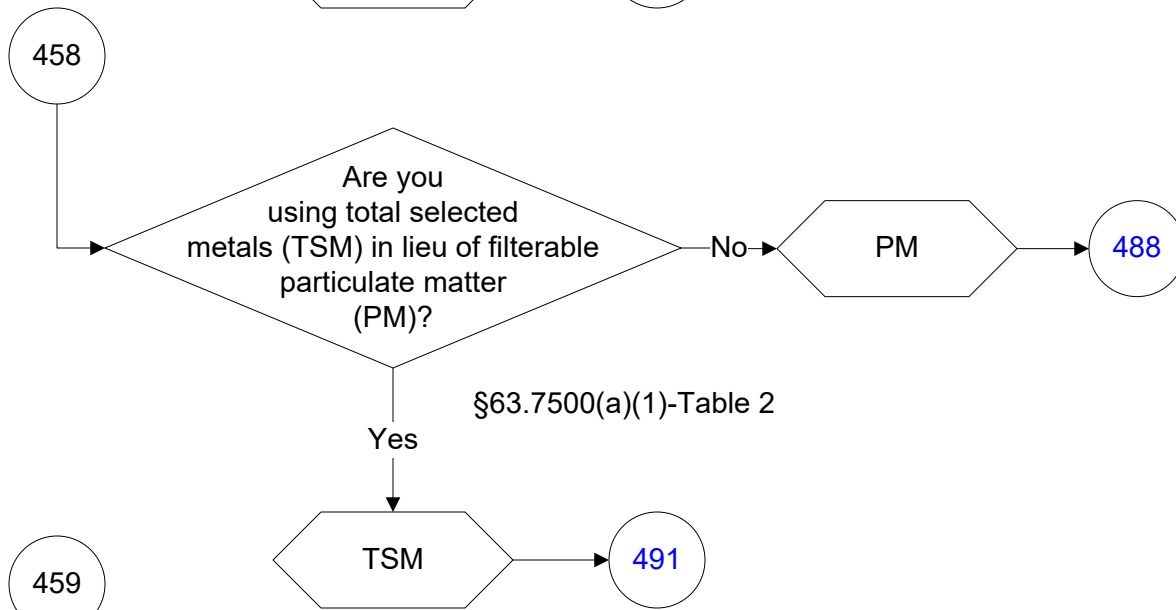 458
Are you
using total selected
metals (TSM) in lieu of filterable
particulate matter
(PM)?
No
PM
488
§63.7500(a)(1)-Table 2
Yes
TSM
491
459